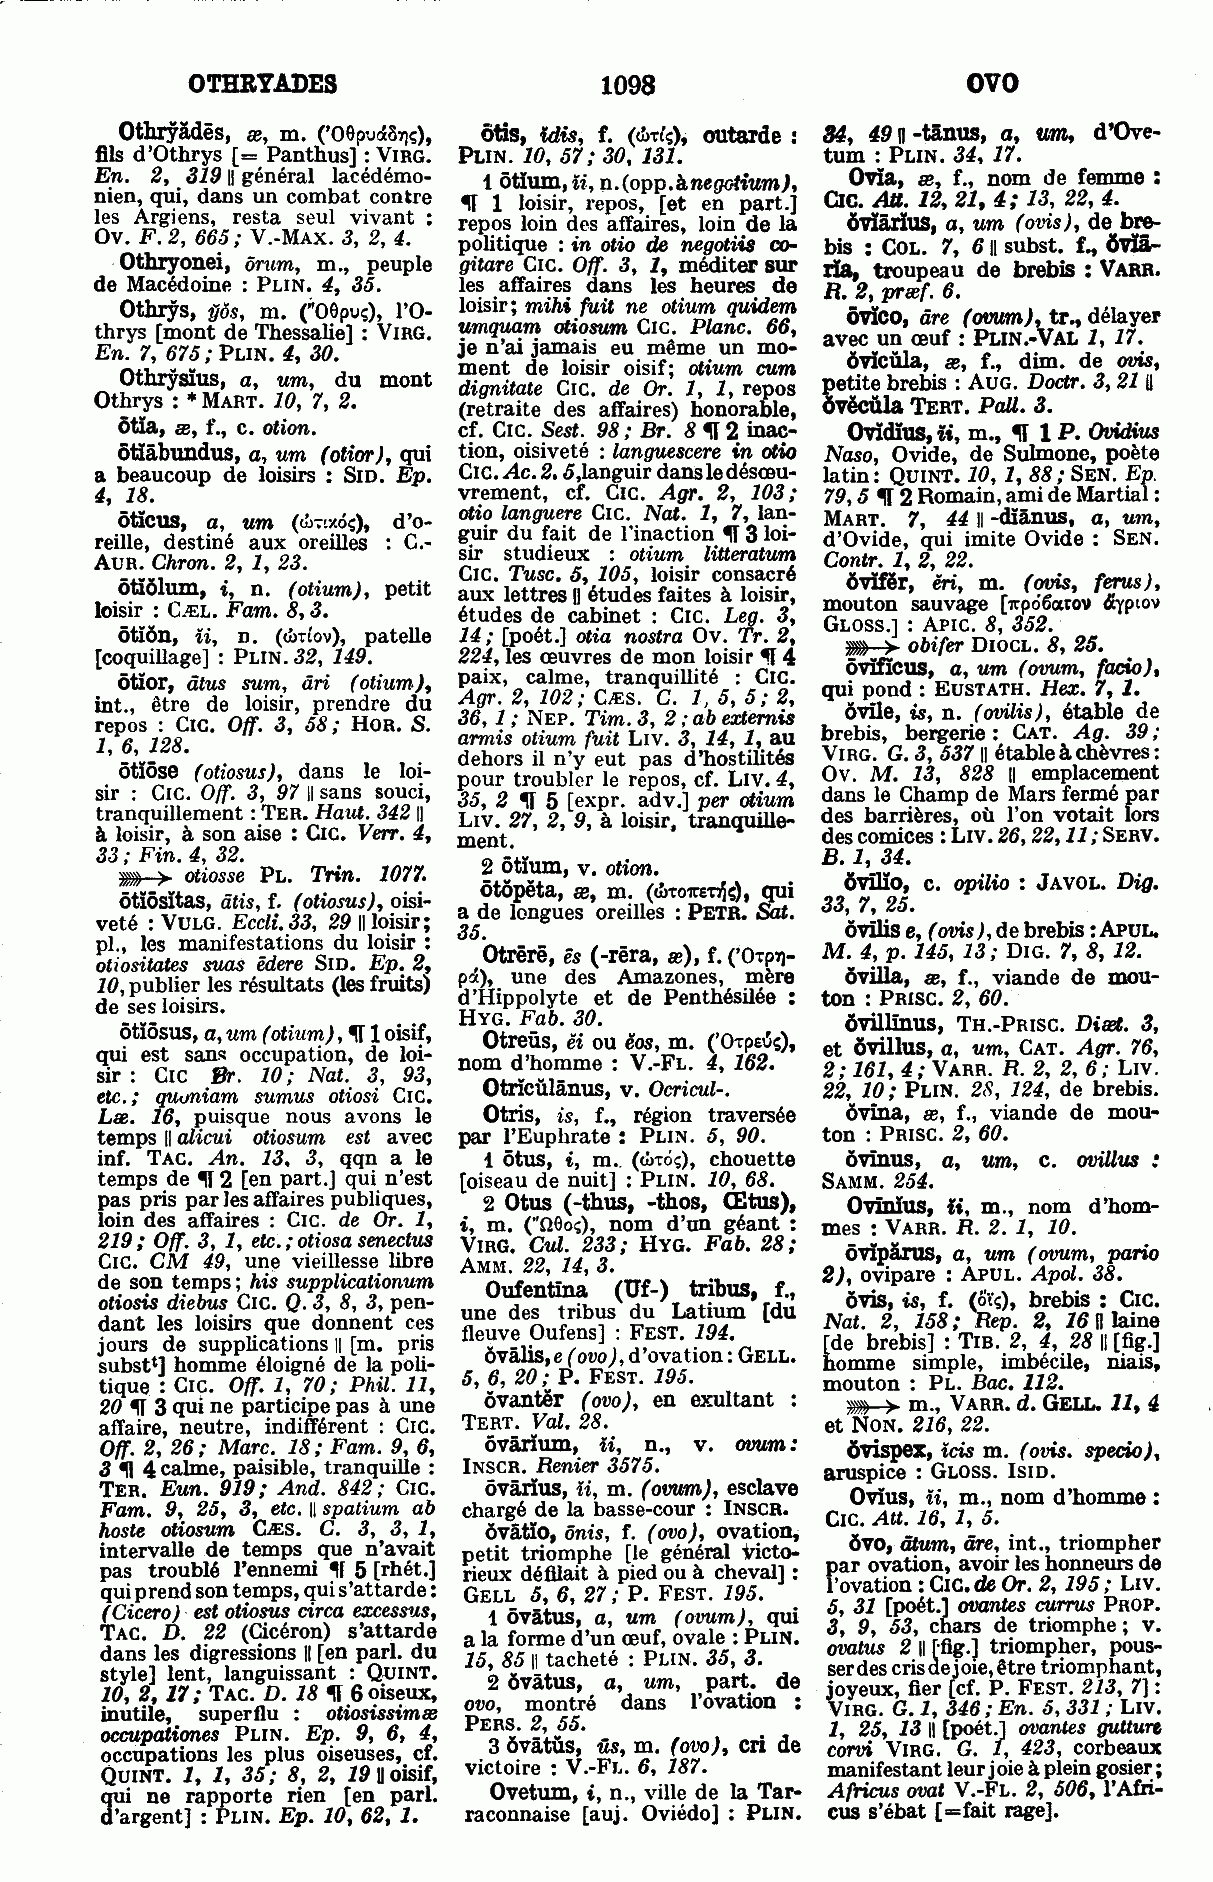 OTHRYADES
1098
OVO
Othrўădēs, æ, m. (Ὀθρυάδης),
fils d'Othrys [= Panthus] : VIRG.
En. 2, 319 ǁ général lacédémo-
nien, qui, dans un combat contre
les Argiens, resta seul vivant :
Ov. F. 2, 665 ; V.-MAX. 3, 2, 4.
Othryonei, ōrum, m., peuple
de Macédoine : PLIN. 4, 35.
Othrўs, ўŏs, m. (Ὄθρυς), l'O-
thrys [mont de Thessalie] : VIRG.
En. 7, 675 ; PLIN. 4, 30.
Othrўsĭus, a, um, du mont
Othrys : *MART. 10, 7, 2.
ōtĭa, æ, f., c. otion.
ōtĭābundus, a, um (otior), qui
a beaucoup de loisirs : SID. Ep.
4, 18.
ōtĭcus, a, um (ὠτικός), d'o-
reille, destiné aux oreilles : C.-
AUR. Chron. 2, 1, 23.
ōtĭŏlum, i, n. (otium), petit
loisir : CÆL. Fam. 8, 3.
ōtĭŏn, ĭi, n. (ὠτίον), patelle
[coquillage] : PLIN. 32, 149.
ōtĭor, ātus sum, āri (otium),
int., être de loisir, prendre du
repos : CIC. Off. 3, 58 ; HOR. S.
1, 6, 128.
ōtĭōse (otiosus), dans le loi-
sir : CIC. Off. 3, 97 ǁ sans souci,
tranquillement : TER. Haut. 342 ǁ
à loisir, à son aise : CIC. Verr. 4,
33 ; Fin. 4, 32.
➳ otiosse PL. Trin. 1077.
ōtĭōsĭtas, ātis, f. (otiosus), oisi-
veté : VULG. Eccli. 33, 29 ǁ loisir ;
pl., les manifestations du loisir :
otiositates suas ēdere SID. Ep. 2,
10, publier les résultats (les fruits)
de ses loisirs.
ōtĭōsus, a, um (otium), ¶ 1 oisif,
qui est sans occupation, de loi-
sir : CIC Br. 10 ; Nat. 3, 93,
etc. ; quoniam sumus otiosi CIC.
Læ. 16, puisque nous avons le
temps ǁ alicui otiosum est avec
inf. TAC. An. 13, 3, qqn a le
temps de ¶ 2 [en part.] qui n'est
pas pris par les affaires publiques,
loin des affaires : CIC. de Or. 1,
219 ; Off. 3, 1, etc. ; otiosa senectus
CIC. CM 49, une vieillesse libre
de son temps ; his supplicationum
otiosis diebus CIC. Q. 3, 8, 3, pen-
dant les loisirs que donnent ces
jours de supplications ǁ [m. pris
substᵗ] homme éloigné de la poli-
tique : CIC. Off. 1, 70 ; Phil. 11,
20 ¶ 3 qui ne participe pas à une
affaire, neutre, indifférent : CIC.
Off. 2, 26 ; Marc. 18 ; Fam. 9, 6,
3 ¶ 4 calme, paisible, tranquille :
TER. Eun. 919 ; And. 842 ; CIC.
Fam. 9, 25, 3, etc. ǁ spatium ab
hoste otiosum CÆS. C. 3, 3, 1,
intervalle de temps que n'avait
pas troublé l'ennemi ¶ 5 [rhét.]
qui prend son temps, qui s'attarde :
(Cicero) est otiosus circa excessus,
TAC. D. 22 (Cicéron) s'attarde
dans les digressions ǁ [en parl. du
style] lent, languissant : QUINT.
10, 2, 17 ; TAC. D. 18 ¶ 6 oiseux,
inutile, superflu : otiosissimæ
occupationes PLIN. Ep. 9, 6, 4,
occupations les plus oiseuses, cf.
QUINT. 1, 1, 35 ; 8, 2, 19 ǁ oisif,
qui ne rapporte rien [en parl.
d'argent] : PLIN. Ep. 10, 62, 1.
ōtis, ĭdis, f. (ὠτίς), outarde :
PLIN. 10, 57 ; 30, 131.
1 ōtĭum, ĭi, n. (opp. à negotium),
¶ 1 loisir, repos, [et en part.]
repos loin des affaires, loin de la
politique : in otio de negotiis co-
gitare CIC. Off. 3, 1, méditer sur
les affaires dans les heures de
loisir ; mihi fuit ne otium quidem
umquam otiosum CIC. Planc. 66,
je n'ai jamais eu même un mo-
ment de loisir oisif ; otium cum
dignitate CIC. de Or. 1, 1, repos
(retraite des affaires) honorable,
cf. CIC. Sest. 98 ; Br. 8 ¶ 2 inac-
tion, oisiveté : languescere in otio
CIC. Ac. 2. 5, languir dans le désœu-
vrement, cf. CIC. Agr. 2, 103 ;
otio languere CIC. Nat. 1, 7, lan-
guir du fait de l'inaction ¶ 3 loi-
sir studieux : otium litteratum
CIC. Tusc. 5, 105, loisir consacré
aux lettres ǁ études faites à loisir,
études de cabinet : CIC. Leg. 3,
14 ; [poét.] otia nostra Ov. Tr. 2,
224, les œuvres de mon loisir ¶ 4
paix, calme, tranquillité : CIC.
Agr. 2, 102 ; CÆS. C. 1, 5, 5 ; 2,
36, 1 ; NEP. Tim. 3, 2 ; ab externis
armis otium fuit LIV. 3, 14, 1, au
dehors il n'y eut pas d'hostilités
pour troubler le repos, cf. LIV. 4,
35, 2 ¶ 5 [expr. adv.] per otium
LIV. 27, 2, 9, à loisir, tranquille-
ment.
2 ōtĭum, v. otion.
ōtŏpĕta, æ, m. (ὠτοπετής), qui
a de longues oreilles : PETR. Sat.
35.
Otrērē, ēs (-rēra, æ), f. (Ὀτρη-
ρά), une des Amazones, mère
d'Hippolyte et de Penthésilée :
HYG. Fab. 30.
Otreūs, ĕi ou ĕos, m. (Ὀτρεύς),
nom d'homme : V.-FL. 4, 162.
Otrĭcŭlānus, v. Ocricul-.
Otris, is, f., région traversée
par l'Euphrate : PLIN. 5, 90.
1 ōtus, i, m. (ὠτός), chouette
[oiseau de nuit] : PLIN. 10, 68.
2 Otus (-thus, -thos, Œtus),
i, m. (Ὦθος), nom d'un géant :
VIRG. Cul. 233 ; HYG. Fab. 28 ;
AMM. 22, 14, 3.
Oufentīna (Uf-) tribus, f.,
une des tribus du Latium [du
fleuve Oufens] : FEST. 194.
ŏvālis, e (ovo), d'ovation : GELL.
5, 6, 20 ; P. FEST. 195.
ŏvantĕr (ovo), en exultant :
TERT. Val. 28.
ōvārĭum, ĭi, n., v. ovum :
INSCR. Renier 3575.
ōvārĭus, ĭi, m. (ovum), esclave
chargé de la basse-cour : INSCR.
ŏvātĭo, ōnis, f. (ovo), ovation,
petit triomphe [le général victo-
rieux défilait à pied ou à cheval] :
GELL 5, 6, 27 ; P. FEST. 195.
1 ōvātus, a, um (ovum), qui
a la forme d'un œuf, ovale : PLIN.
15, 85 ǁ tacheté : PLIN. 35, 3.
2 ŏvātus, a, um, part. de
ovo, montré dans l'ovation :
PERS. 2, 55.
3 ŏvātŭs, ūs, m. (ovo), cri de
victoire : V.-FL. 6, 187.
Ovetum, i, n., ville de la Tar-
raconnaise [auj. Oviédo] : PLIN.
34, 49 ǁ -tānus, a, um, d'Ove-
tum : PLIN. 34, 17.
Ovĭa, æ, f., nom de femme :
CIC. Att. 12, 21, 4 ; 13, 22, 4.
ŏvĭārĭus, a, um (ovis), de bre-
bis : COL. 7, 6 ǁ subst. f., ŏvĭā-
rĭa, troupeau de brebis : VARR.
R. 2, præf. 6.
ōvĭco, āre (ovum), tr., délayer
avec un œuf : PLIN.-VAL 1, 17.
ŏvĭcŭla, æ, f., dim. de ovis,
petite brebis : AUG. Doctr. 3, 21 ǁ
ŏvĕcŭla TERT. Pall. 3.
Ovĭdĭus, ĭi, m., ¶ 1 P. Ovidius
Naso, Ovide, de Sulmone, poète
latin : QUINT. 10, 1, 88 ; SEN. Ep.
79, 5 ¶ 2 Romain, ami de Martial :
MART. 7, 44 ǁ -dĭānus, a, um,
d'Ovide, qui imite Ovide : SEN.
Contr. 1, 2, 22.
ŏvĭfĕr, ĕri, m. (ovis, ferus),
mouton sauvage [πρόβατον ἄγριον
GLOSS.] : APIC. 8, 352.
➳ obifer DIOCL. 8, 25.
ōvĭfĭcus, a, um (ovum, facio),
qui pond : EUSTATH. Hex. 7, 1.
ŏvīle, is, n. (ovilis), étable de
brebis, bergerie : CAT. Ag. 39 ;
VIRG. G. 3, 537 ǁ étable à chèvres :
Ov. M. 13, 828 ǁ emplacement
dans le Champ de Mars fermé par
des barrières, où l'on votait lors
des comices : LIV. 26, 22, 11 ; SERV.
B. 1, 34.
ŏvĭlĭo, c. opilio : JAVOL. Dig.
33, 7, 25.
ŏvīlis e, (ovis), de brebis : APUL.
M. 4, p. 145, 13 ; DIG. 7, 8, 12.
ŏvilla, æ, f., viande de mou-
ton : PRISC. 2, 60.
ŏvillīnus, TH.-PRISC. Diæt. 3,
et ŏvillus, a, um, CAT. Agr. 76,
2 ; 161, 4 ; VARR. R. 2, 2, 6 ; LIV.
22, 10 ; PLIN. 28, 124, de brebis.
ŏvīna, æ, f., viande de mou-
ton : PRISC. 2, 60.
ŏvīnus, a, um, c. ovillus :
SAMM. 254.
Ovīnĭus, ĭi, m., nom d'hom-
mes : VARR. R. 2. 1, 10.
ōvĭpărus, a, um (ovum, pario
2), ovipare : APUL. Apol. 38.
ŏvis, is, f. (ὄϊς), brebis : CIC.
Nat. 2, 158 ; Rep. 2, 16 ǁ laine
[de brebis] : TIB. 2, 4, 28 ǁ [fig.]
homme simple, imbécile, niais,
mouton : PL. Bac. 112.
➳ m., VARR. d. GELL. 11, 4
et NON. 216, 22.
ŏvispex, icis m. (ovis. specio),
aruspice : GLOSS. ISID.
Ovĭus, ĭi, m., nom d'homme :
CIC. Att. 16, 1, 5.
ŏvo, ātum, āre, int., triompher
par ovation, avoir les honneurs de
l'ovation : CIC. de Or. 2, 195 ; LIV.
5, 31 [poét.] ovantes currus PROP.
3, 9, 53, chars de triomphe ; v.
ovatus 2 ǁ [fig.] triompher, pous-
ser des cris de joie, être triomphant,
joyeux, fier [cf. P. FEST. 213, 7] :
VIRG. G. 1, 346 ; En. 5, 331 ; LIV.
1, 25, 13 ǁ [poét.] ovantes gutture
corvi VIRG. G. 1, 423, corbeaux
manifestant leur joie à plein gosier ;
Africus ovat V.-FL. 2, 506, l'Afri-
cus s'ébat [=fait rage].